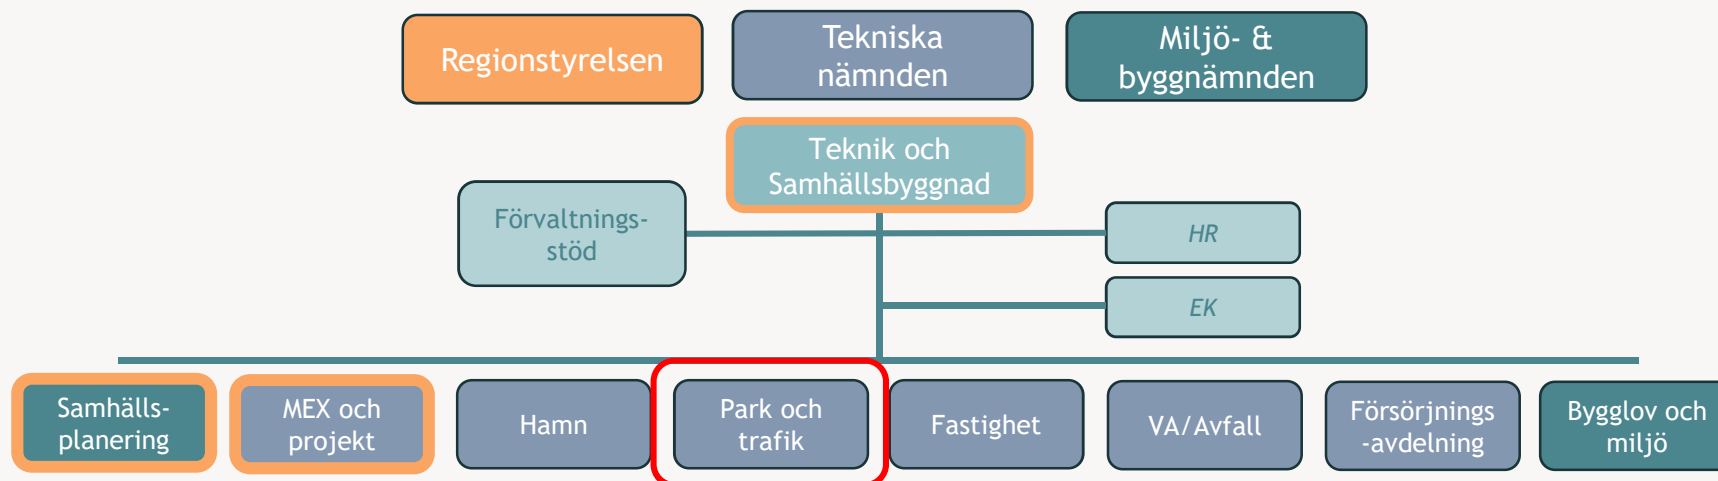 Regionstyrelsen
Tekniska
nämnden
Miljö- &
byggnämnden
Teknik och
Samhällsbyggnad
Förvaltnings-
stöd
HR
EK
Samhälls-
planering
MEX och
projekt
Hamn
Park och
trafik
Fastighet
VA/Avfall
Försörjnings
-avdelning
Bygglov och
miljö